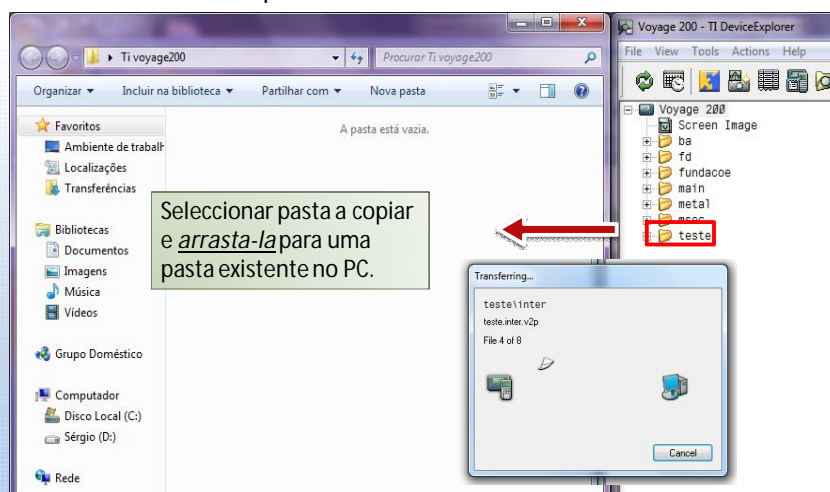 Ti voyage200
Procurar Ti voyage200
Organizar
Incluir na biblioteca
Partilhar com
Nova pasta
Favoritos
Ambiente de trabalh
Localizações
Transferências
Bibliotecas
Documentos
Imagens
Música
Vídeos
Grupo Doméstico
Computador
Disco Local (C:)
Sérgio (D:)
Rede
A pasta está vazia.
Seleccionar pasta a copiar
e arrasta-la para uma
pasta existente no PC.
Voyage 200 - TI DeviceExplorer
File View Tools Actions Help
Voyage 200
Screen Image
ba
fd
fundacoe
main
metal
teste
Transferring...
teste\inter
teste.inter.v2p
File 4 of 8
Cancel